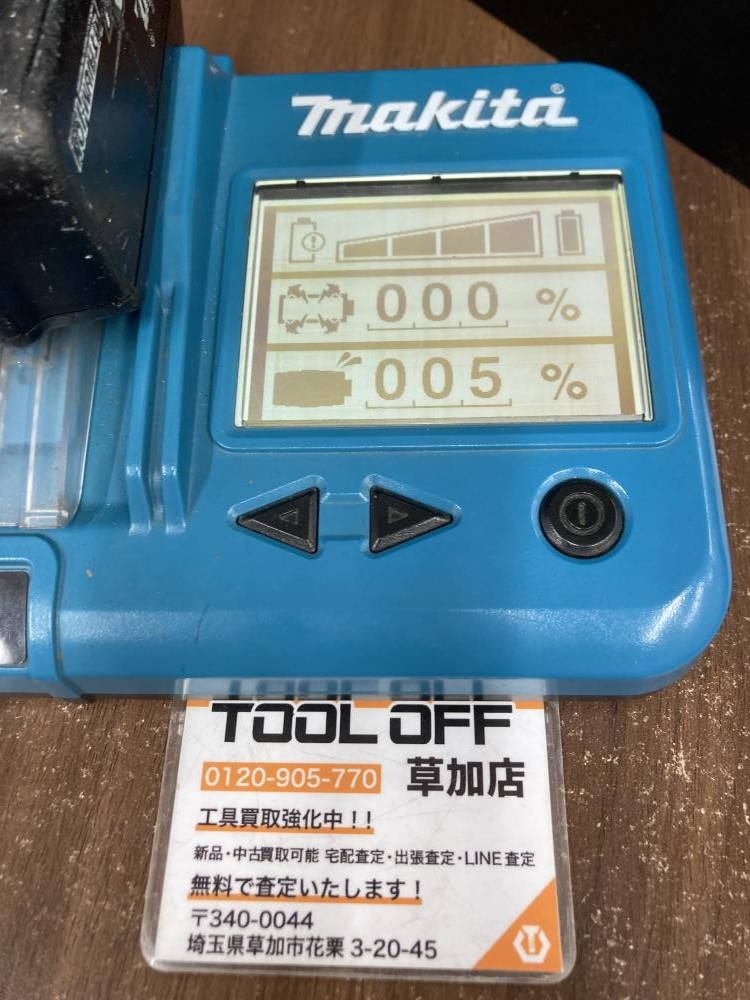 makita®
000 %
005 %
TOOL OFF
0120-905-770 草加店
工具買取強化中!!
新品・中古買取可能 宅配査定・出張査定・LINE査定
無料で査定いたします!
〒340-0044
埼玉県草加市花栗 3-20-45